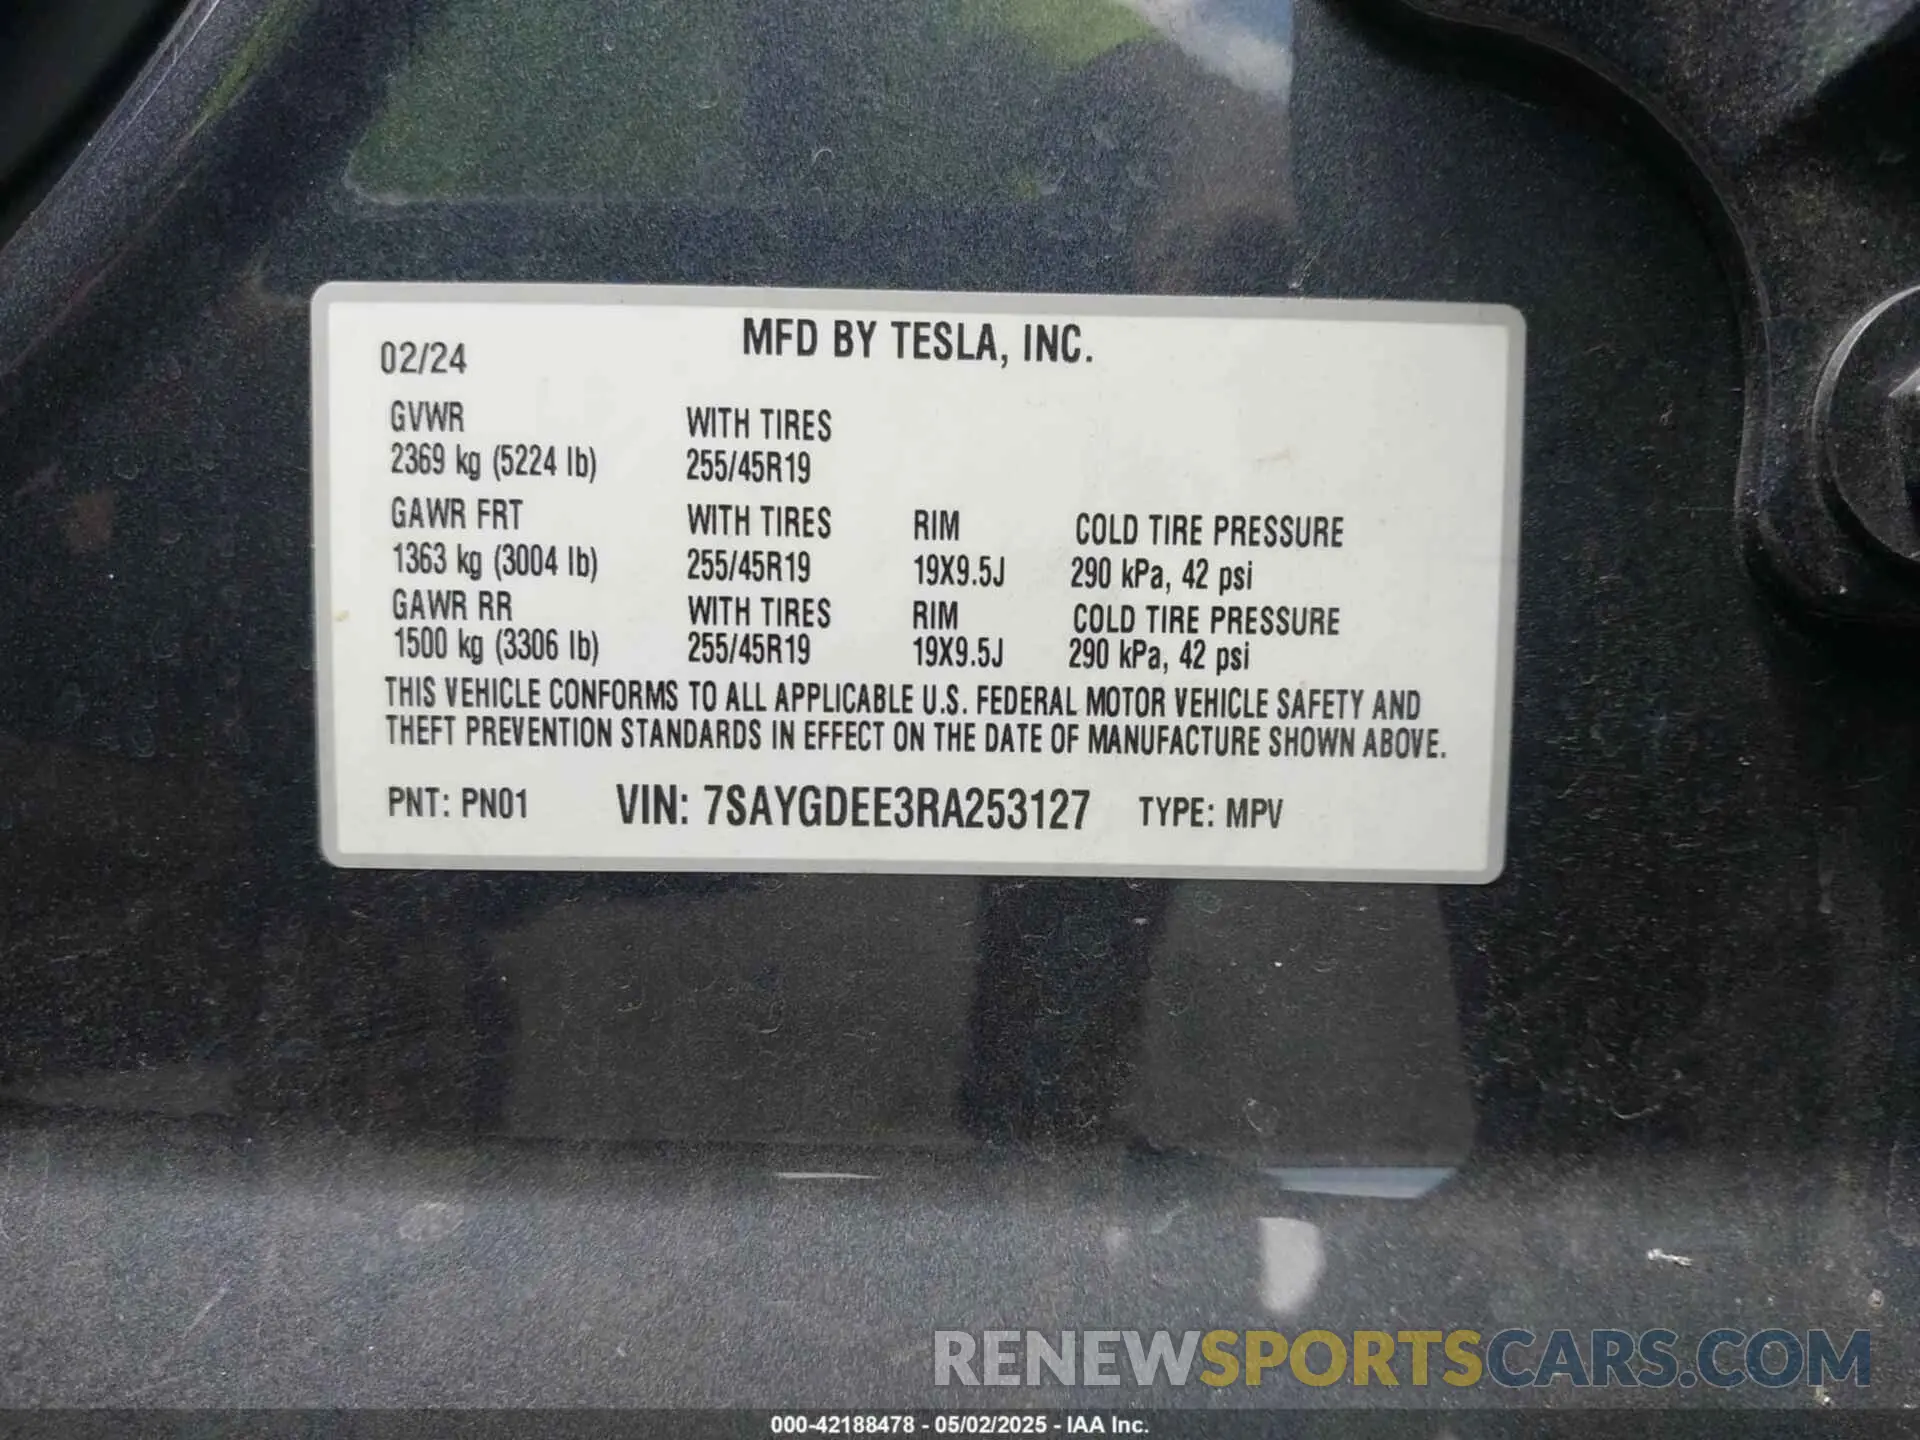 02/24 MFD BY TESLA, INC.
GVWR WITH TIRES
2369 kg (5224 lb) 255/45R19
GAWR FRT WITH TIRES RIM COLD TIRE PRESSURE
1363 kg (3004 lb) 255/45R19 19X9.5J 290 kPa, 42 psi
GAWR RR WITH TIRES RIM COLD TIRE PRESSURE
1500 kg (3306 lb) 255/45R19 19X9.5J 290 kPa, 42 psi
THIS VEHICLE CONFORMS TO ALL APPLICABLE U.S. FEDERAL MOTOR VEHICLE SAFETY AND
THEFT PREVENTION STANDARDS IN EFFECT ON THE DATE OF MANUFACTURE SHOWN ABOVE.
PNT: PN01 VIN: 7SAYGDEE3RA253127 TYPE: MPV
RENEWSPORTSCARS.COM
000-42188478 - 05/02/2025 - IAA Inc.